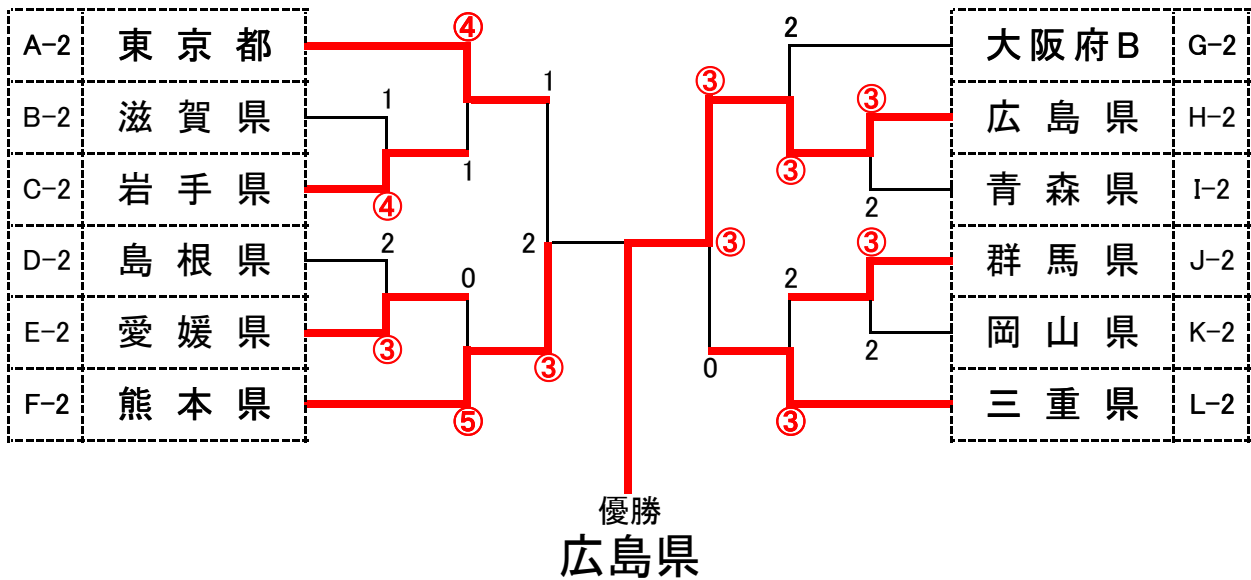 A-2 東京都
B-2 滋賀県
C-2 岩手県
D-2 島根県
E-2 愛媛県
F-2 熊本県
④
1
1
1
④
2
0
2
③
③
⑤
2
③
③
③
2
③
③
2
2
0
③
大阪府B G-2
広島県 H-2
青森県 I-2
群馬県 J-2
岡山県 K-2
三重県 L-2
優勝
広島県